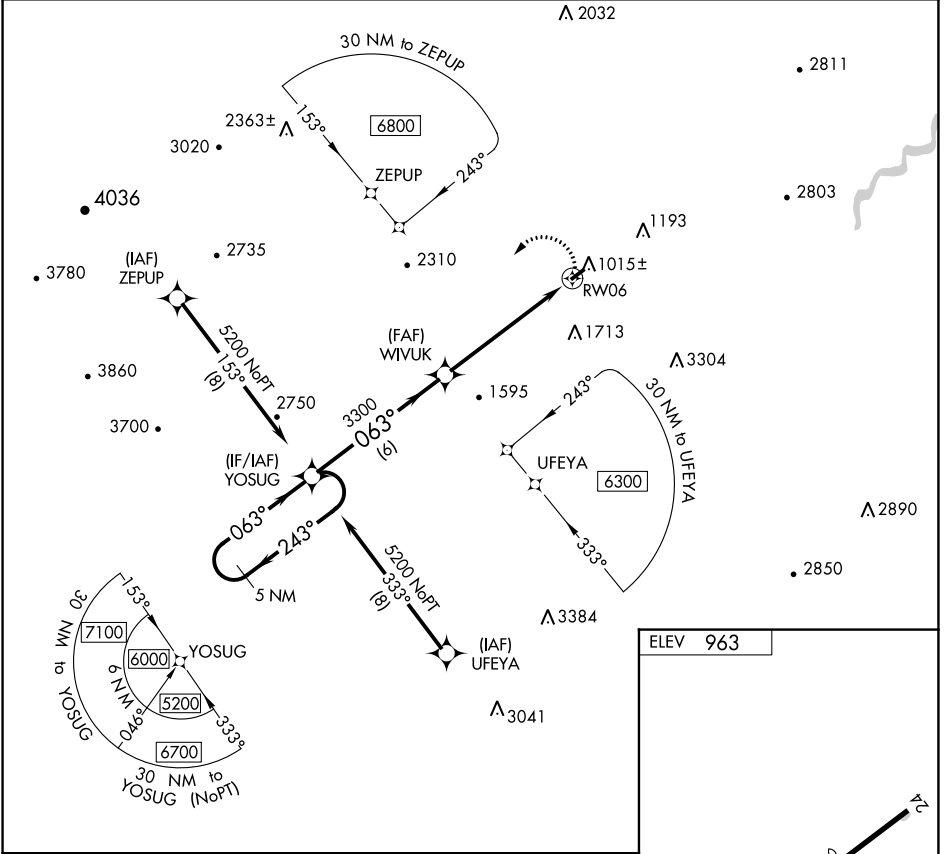 2032
30 NM to ZEPUP
2811
2363±
153°
6800
3020
243°
ZEPUP
4036
2803
1193
2735
2310
(IAF)
ZEPUP
3780
1015±
RW06
5200 NoPT
153°
(8)
(FAF)
WIVUK
1713
3304
3860
2750
3300
063°
(6)
1595
243°
30 NM to UFEYA
3700
(IF/IAF)
YOSUG
UFEYA
6300
063°
243°
2890
333°
5 NM
5200 NoPT
333°
(8)
2850
153°
30 NM to YOSUG
7100
6000
YOSUG
6 NM
5200
046°
333°
6700
30 NM to
YOSUG (NoPT)
3384
(IAF)
UFEYA
3041
ELEV 963
24